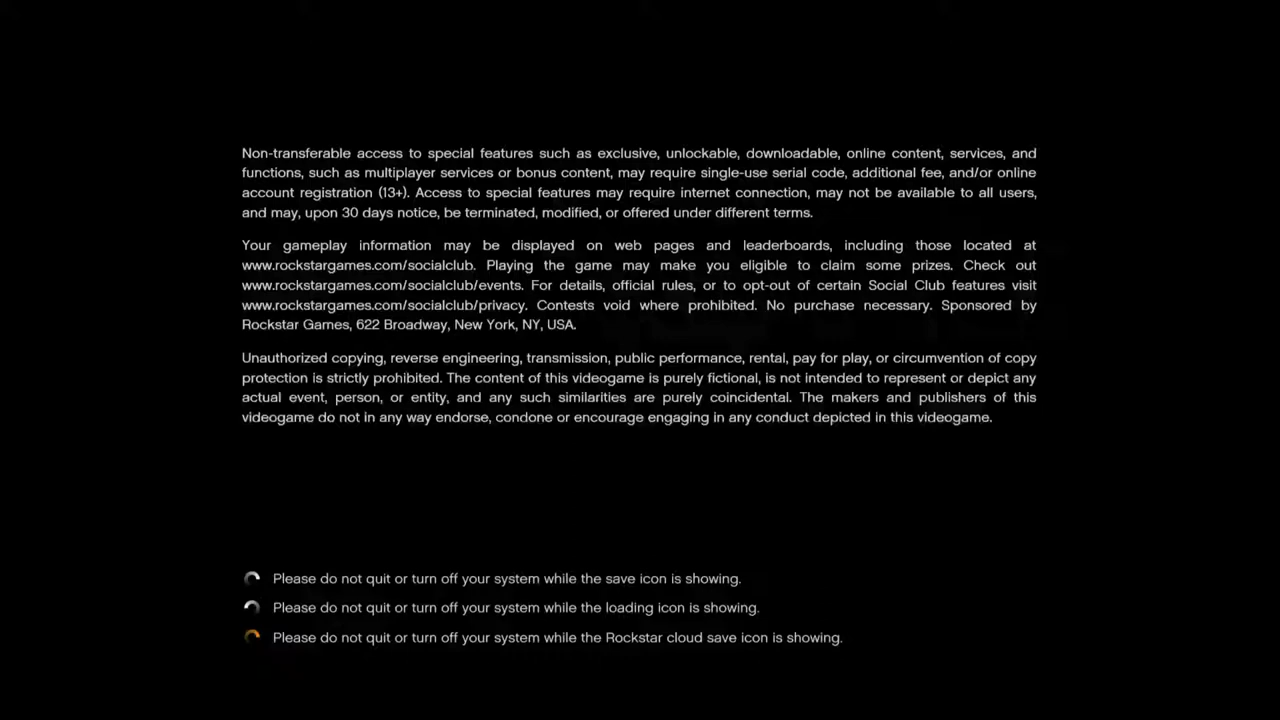 Non-transferable access to special features such as exclusive, unlockable, downloadable, online content, services, and
functions, such as multiplayer services or bonus content, may require single-use serial code, additional fee, and/or online
account registration (13+). Access to special features may require internet connection, may not be available to all users,
and may, upon 30 days notice, be terminated, modified, or offered under different terms.
Your gameplay information may be displayed on web pages and leaderboards, including those located at
www.rockstargames.com/socialclub. Playing the game may make you eligible to claim some prizes. Check out
www.rockstargames.com/socialclub/events. For details, official rules, or to opt-out of certain Social Club features visit
www.rockstargames.com/socialclub/privacy. Contests void where prohibited. No purchase necessary. Sponsored by
Rockstar Games, 622 Broadway, New York, NY, USA.
Unauthorized copying, reverse engineering, transmission, public performance, rental, pay for play, or circumvention of copy
protection is strictly prohibited. The content of this videogame is purely fictional, is not intended to represent or depict any
actual event, person, or entity, and any such similarities are purely coincidental. The makers and publishers of this
videogame do not in any way endorse, condone or encourage engaging in any conduct depicted in this videogame.
Please do not quit or turn off your system while the save icon is showing.
Please do not quit or turn off your system while the loading icon is showing.
Please do not quit or turn off your system while the Rockstar cloud save icon is showing.